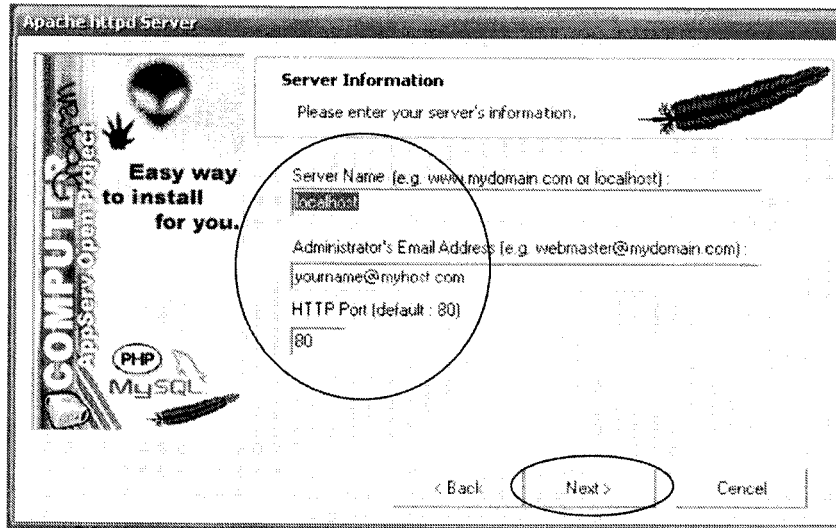 Apache httpd Server
Server Information
Please enter your server's information.
Easy way
to install
for you.
COMPUTER
AppServ Open Project
PHP
MySQL
Server Name (e.g. www.mydomain.com or localhost) :
localhost
Administrator's Email Address (e.g. webmaster@mydomain.com) :
yourname@myhost.com
HTTP Port (default : 80)
80
< Back
Next >
Cancel